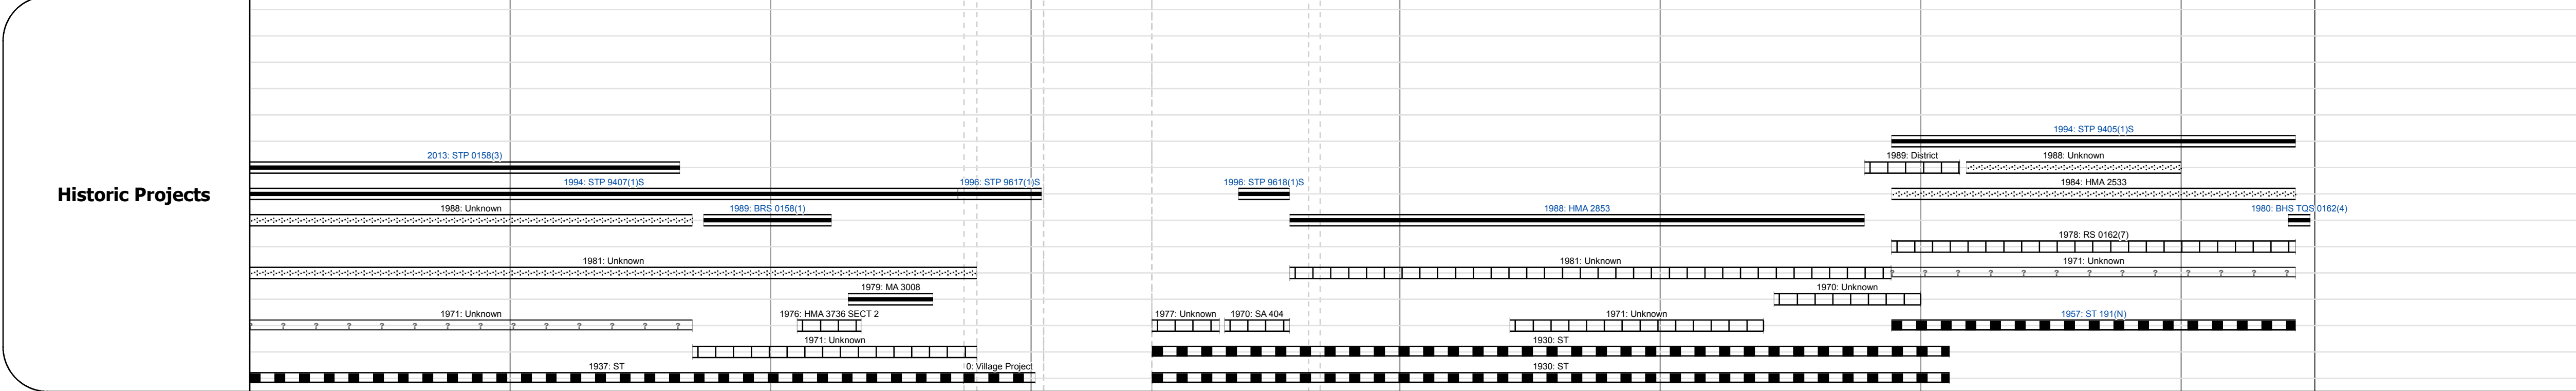 1994: STP 9405(1)S
2013: STP 0158(3)
1989: District
1988: Unknown
1994: STP 9407(1)S
1996: STP 9617(1)S
1996: STP 9618(1)S
1984: HMA 2533
Historic Projects
1988: Unknown
1989: BRS 0158(1)
1988: HMA 2853
1980: BHS TQS 0162(4)
1978: RS 0162(7)
1981: Unknown
1981: Unknown
1971: Unknown
? ? ? ? ? ? ? ? ? ? ? ? ?
1979: MA 3008
1970: Unknown
1971: Unknown
1976: HMA 3736 SECT 2
1977: Unknown
1970: SA 404
1971: Unknown
1957: ST 191(N)
? ? ? ? ? ? ? ? ? ? ? ? ? ?
1971: Unknown
1930: ST
1937: ST
0: Village Project
1930: ST